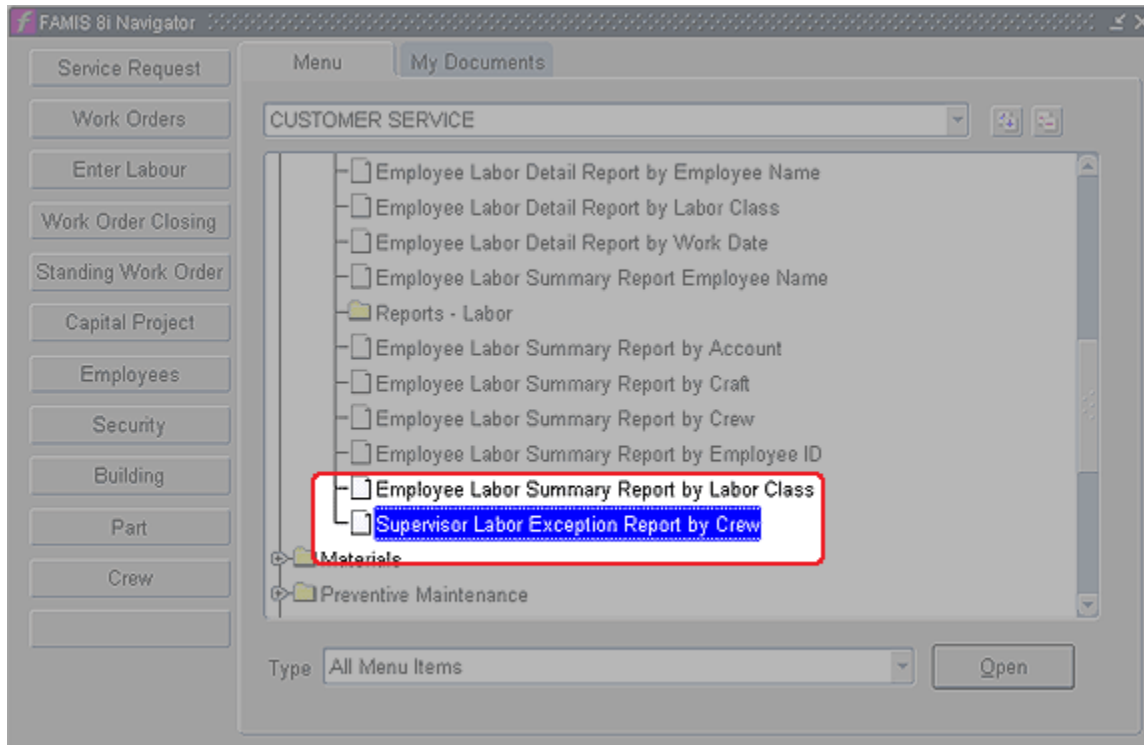 FAMIS 8i Navigator
Service Request
Work Orders
Enter Labour
Work Order Closing
Standing Work Order
Capital Project
Employees
Security
Building
Part
Crew
Menu
My Documents
CUSTOMER SERVICE
Employee Labor Detail Report by Employee Name
Employee Labor Detail Report by Labor Class
Employee Labor Detail Report by Work Date
Employee Labor Summary Report Employee Name
Reports - Labor
Employee Labor Summary Report by Account
Employee Labor Summary Report by Craft
Employee Labor Summary Report by Crew
Employee Labor Summary Report by Employee ID
Employee Labor Summary Report by Labor Class
Supervisor Labor Exception Report by Crew
Materials
Preventive Maintenance
Type
All Menu Items
Open